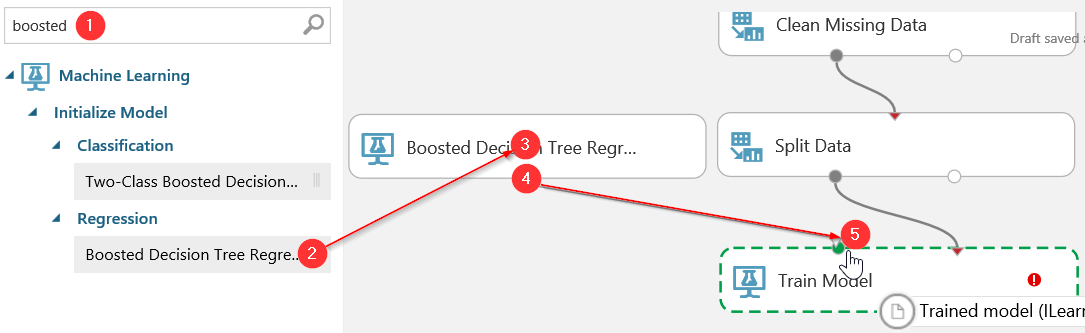 boosted
1
Machine Learning
Initialize Model
Classification
Two-Class Boosted Decision...
Regression
Boosted Decision Tree Regre...
2
Clean Missing Data
Draft saved
Boosted Deci Tree Regr...
3
4
Split Data
5
Train Model
Trained model (ILearn